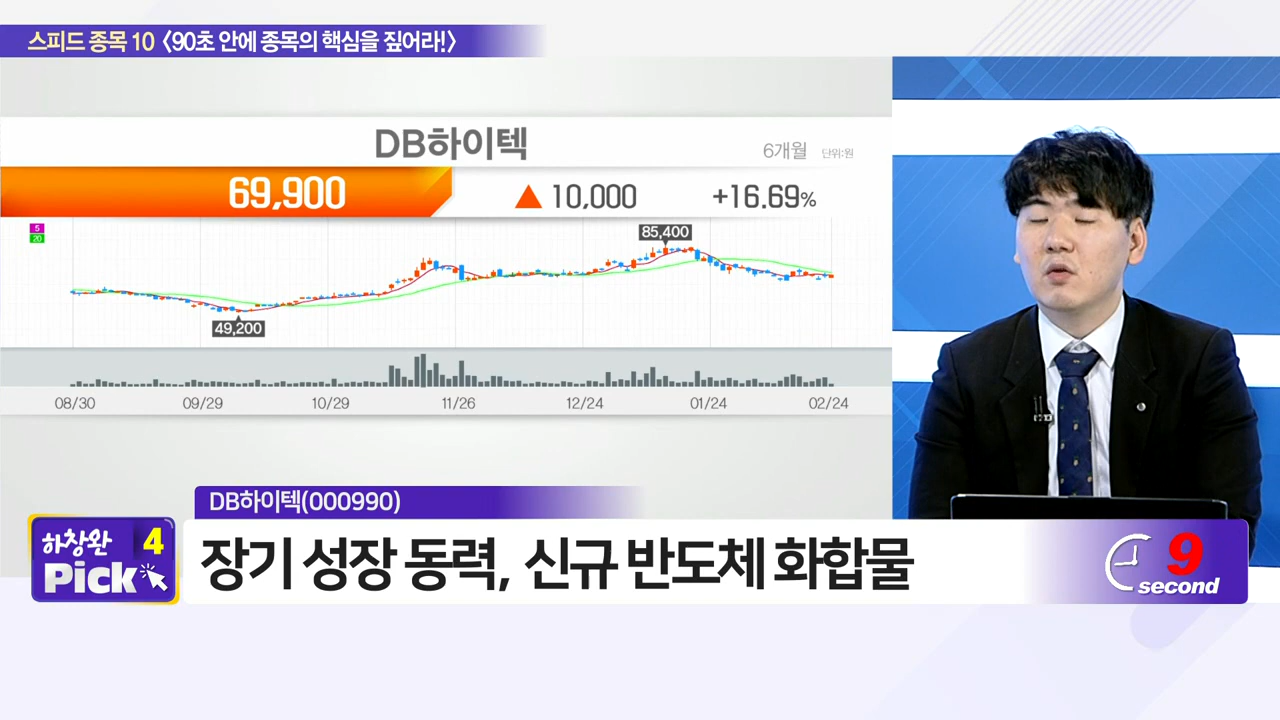 스피드 종목 10 <90초 안에 종목의 핵심을 짚어라!>
DB하이텍
6개월 단위:원
69,900 ▲ 10,000 +16.69%
5
20
85,400
49,200
08/30 09/29 10/29 11/26 12/24 01/24 02/24
DB하이텍(000990)
하창완 4
Pick
장기 성장 동력, 신규 반도체 화합물
9
second